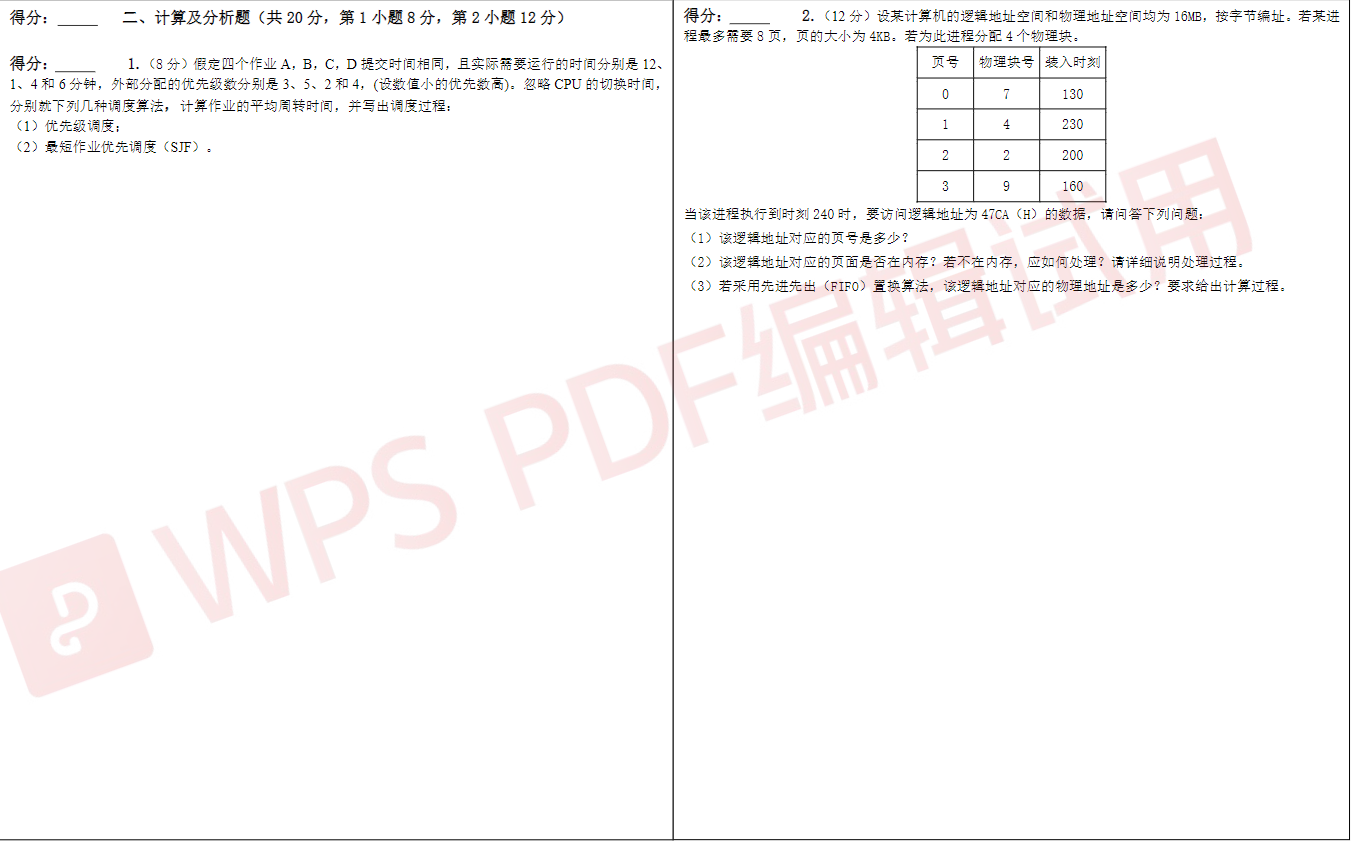 得分：_____ 二、计算及分析题（共 20 分，第 1 小题 8 分，第 2 小题 12 分）
得分：_____ 1.（8 分）假定四个作业 A，B，C，D 提交时间相同，且实际需要运行的时间分别是 12、
1、4 和 6 分钟，外部分配的优先级数分别是 3、5、2 和 4，(设数值小的优先数高)。忽略 CPU 的切换时间，
分别就下列几种调度算法，计算作业的平均周转时间，并写出调度过程：
（1）优先级调度；
（2）最短作业优先调度（SJF）。
得分：_____ 2.（12 分）设某计算机的逻辑地址空间和物理地址空间均为 16MB，按字节编址。若某进
程最多需要 8 页，页的大小为 4KB。若为此进程分配 4 个物理块。
页号 物理块号 装入时刻
0 7 130
1 4 230
2 2 200
3 9 160
当该进程执行到时刻 240 时，要访问逻辑地址为 47CA（H）的数据，请问答下列问题：
（1）该逻辑地址对应的页号是多少？
（2）该逻辑地址对应的页面是否在内存？若不在内存，应如何处理？请详细说明处理过程。
（3）若采用先进先出（FIFO）置换算法，该逻辑地址对应的物理地址是多少？要求给出计算过程。
WPS PDF编辑试用